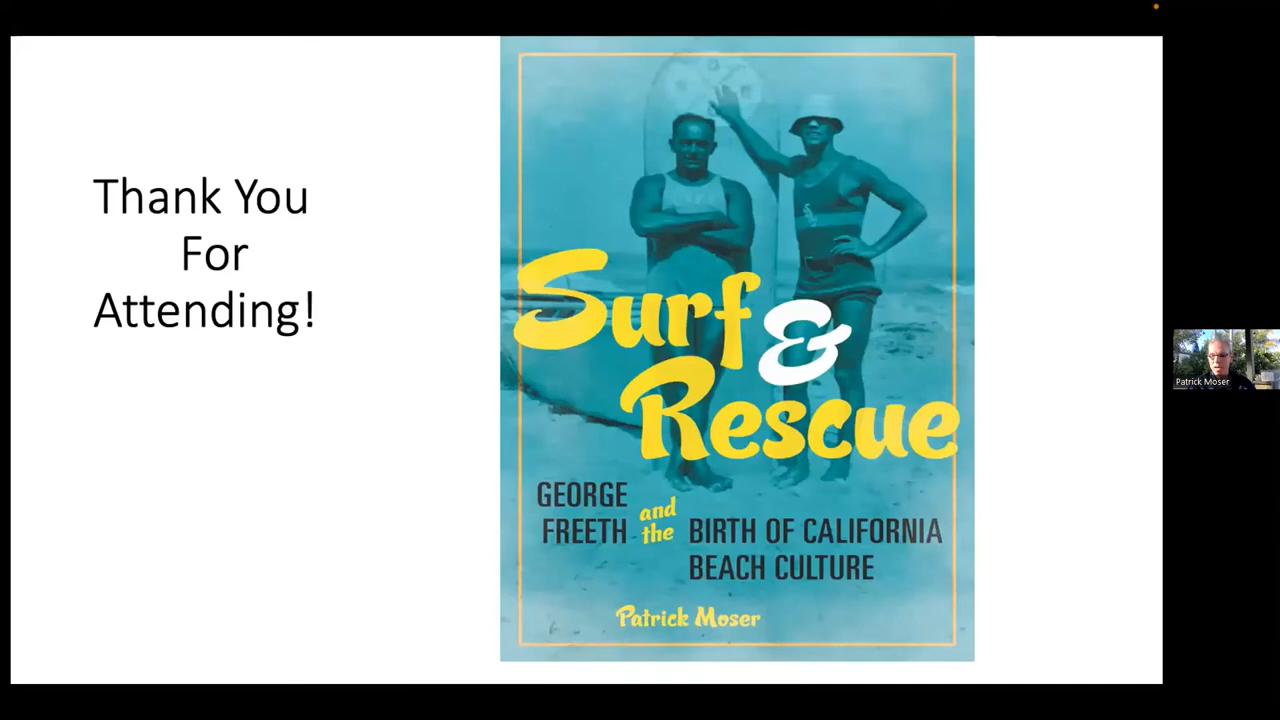 Thank You
For
Attending!
Surf &
Rescue
GEORGE
FREETH
and
the
BIRTH OF CALIFORNIA
BEACH CULTURE
Patrick Moser
Patrick Moser